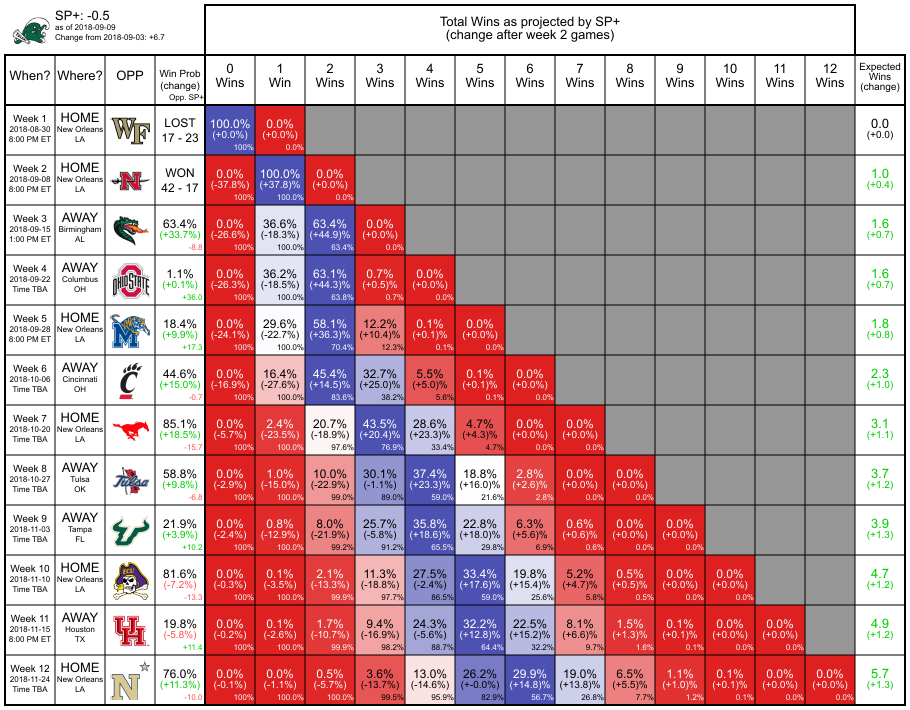 SP+: -0.5
as of 2018-09-09
Change from 2018-09-03: +6.7
Total Wins as projected by SP+
(change after week 2 games)
When? Where? OPP Win Prob (change) Opp. SP+ 0 Wins 1 Win 2 Wins 3 Wins 4 Wins 5 Wins 6 Wins 7 Wins 8 Wins 9 Wins 10 Wins 11 Wins 12 Wins Expected Wins (change)
Week 1 HOME WF LOST 100.0% 0.0% 0.0
2018-08-30 New Orleans 17 - 23 (+0.0%) (+0.0%) (+0.0)
8:00 PM ET LA 100% 0.0%
Week 2 HOME N WON 0.0% 100.0% 0.0% 1.0
2018-09-08 New Orleans 42 - 17 (-37.8%) (+37.8)% (+0.0%) (+0.4)
8:00 PM ET LA 100% 100.0% 0.0%
Week 3 AWAY 63.4% 0.0% 36.6% 63.4% 0.0% 1.6
2018-09-15 Birmingham (+33.7%) (-26.6%) (-18.3%) (+44.9)% (+0.0%) (+0.7)
1:00 PM ET AL -8.8 100% 100.0% 63.4% 0.0%
Week 4 AWAY OHIO STATE 1.1% 0.0% 36.2% 63.1% 0.7% 0.0% 1.6
2018-09-22 Columbus (+0.1%) (-26.3%) (-18.5%) (+44.3)% (+0.5)% (+0.0%) (+0.7)
Time TBA OH +36.0 100% 100.0% 63.8% 0.7% 0.0%
Week 5 HOME M 18.4% 0.0% 29.6% 58.1% 12.2% 0.1% 0.0% 1.8
2018-09-28 New Orleans (+9.9%) (-24.1%) (-22.7%) (+36.3)% (+10.4)% (+0.1)% (+0.0%) (+0.8)
8:00 PM ET LA +17.3 100% 100.0% 70.4% 12.3% 0.1% 0.0%
Week 6 AWAY C 44.6% 0.0% 16.4% 45.4% 32.7% 5.5% 0.1% 0.0% 2.3
2018-10-06 Cincinnati (+15.0%) (-16.9%) (-27.6%) (+14.5)% (+25.0)% (+5.0)% (+0.1)% (+0.0%) (+1.0)
Time TBA OH -0.7 100% 100.0% 83.6% 38.2% 5.6% 0.1% 0.0%
Week 7 HOME 85.1% 0.0% 2.4% 20.7% 43.5% 28.6% 4.7% 0.0% 0.0% 3.1
2018-10-20 New Orleans (+18.5%) (-5.7%) (-23.5%) (-18.9%) (+20.4)% (+23.3)% (+4.3)% (+0.0)% (+0.0%) (+1.1)
Time TBA LA -15.7 100% 100.0% 97.6% 76.9% 33.4% 4.7% 0.0% 0.0%
Week 8 AWAY Tulsa 58.8% 0.0% 1.0% 10.0% 30.1% 37.4% 18.8% 2.8% 0.0% 0.0% 3.7
2018-10-27 Tulsa (+9.8%) (-2.9%) (-15.0%) (-22.9%) (-1.1%) (+23.3)% (+16.0)% (+2.6)% (+0.0)% (+0.0%) (+1.2)
Time TBA OK -6.8 100% 100.0% 99.0% 89.0% 59.0% 21.6% 2.8% 0.0% 0.0%
Week 9 AWAY 21.9% 0.0% 0.8% 8.0% 25.7% 35.8% 22.8% 6.3% 0.6% 0.0% 0.0% 3.9
2018-11-03 Tampa (+3.9%) (-2.4%) (-12.9%) (-21.9%) (-5.8%) (+18.6)% (+18.0)% (+5.6)% (+0.6)% (+0.0)% (+0.0%) (+1.3)
Time TBA FL +10.2 100% 100.0% 99.2% 91.2% 65.5% 29.8% 6.9% 0.6% 0.0% 0.0%
Week 10 HOME ECU 81.6% 0.0% 0.1% 2.1% 11.3% 27.5% 33.4% 19.8% 5.2% 0.5% 0.0% 0.0% 4.7
2018-11-10 New Orleans (-7.2%) (-0.3%) (-3.5%) (-13.3%) (-18.8%) (-2.4%) (+17.6)% (+15.4)% (+4.7)% (+0.5)% (+0.0)% (+0.0%) (+1.2)
Time TBA LA -13.3 100% 100.0% 99.9% 97.7% 86.5% 59.0% 25.6% 5.8% 0.5% 0.0% 0.0%
Week 11 AWAY UH 19.8% 0.0% 0.1% 1.7% 9.4% 24.3% 32.2% 22.5% 8.1% 1.5% 0.1% 0.0% 0.0% 4.9
2018-11-15 Houston (-5.8%) (-0.2%) (-2.6%) (-10.7%) (-16.9%) (-5.6%) (+12.8)% (+15.2)% (+6.6)% (+1.3)% (+0.1)% (+0.0)% (+0.0%) (+1.2)
8:00 PM ET TX +11.4 100% 100.0% 99.9% 98.2% 88.7% 64.4% 32.2% 9.7% 1.6% 0.1% 0.0% 0.0%
Week 12 HOME N 76.0% 0.0% 0.0% 0.5% 3.6% 13.0% 26.2% 29.9% 19.0% 6.5% 1.1% 0.1% 0.0% 0.0% 5.7
2018-11-24 New Orleans (+11.3%) (-0.1%) (-1.1%) (-5.7%) (-13.7%) (-14.6%) (+-0.0)% (+14.8)% (+13.8)% (+5.5)% (+1.0)% (+0.1)% (+0.0)% (+0.0%) (+1.3)
Time TBA LA -10.0 100% 100.0% 100.0% 99.5% 95.9% 82.9% 56.7% 26.8% 7.7% 1.2% 0.1% 0.0% 0.0%